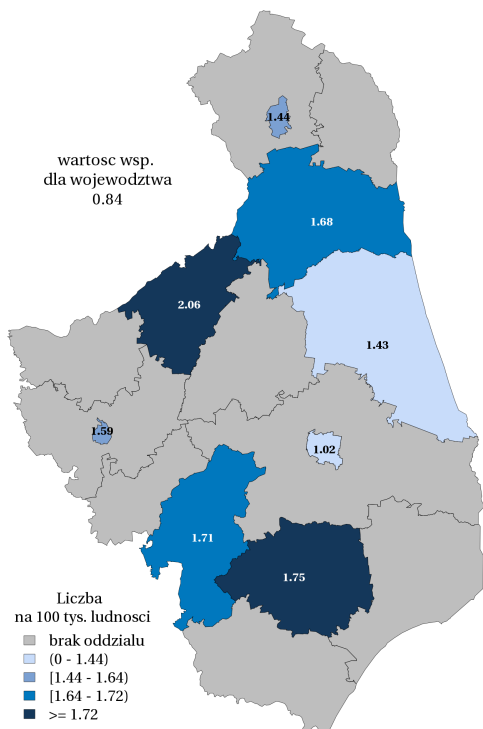 1.44
wartosc wsp.
dla wojewodztwa
0.84
1.68
2.06
1.43
1.59
1.02
1.71
1.75
Liczba
na 100 tys. ludnosci
brak oddzialu
(0 - 1.44)
[1.44 - 1.64)
[1.64 - 1.72)
>= 1.72